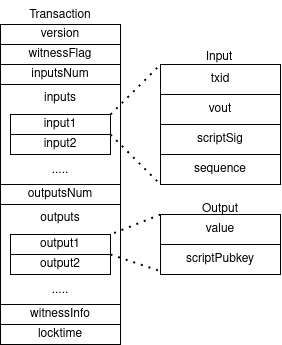 Transaction
version
witnessFlag
inputsNum
inputs
input1
input2
.....
outputsNum
outputs
output1
output2
.....
witnessInfo
locktime
Input
txid
vout
scriptSig
sequence
Output
value
scriptPubkey